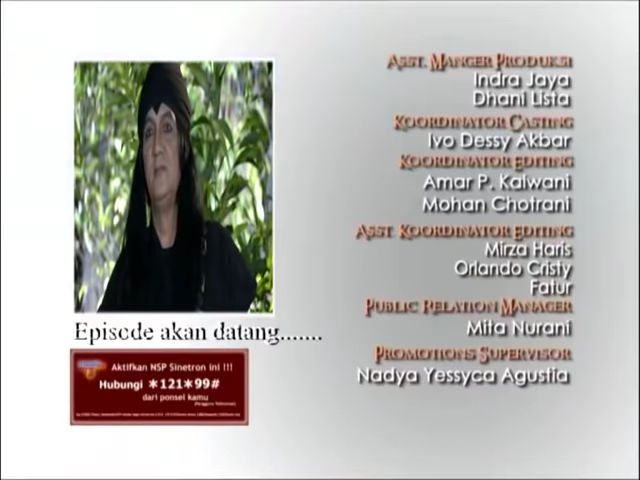 Episode akan datang.......
Aktifkan NSP Sinetron ini !!!
Hubungi *121*99#
dari ponsel kamu
ASST. MANGER PRODUKSI
Indra Jaya
Dhani Lista
KOORDINATOR CASTING
Ivo Dessy Akbar
KOORDINATOR EDITING
Amar P. Kalwani
Mohan Chotrani
ASST. KOORDINATOR EDITING
Mirza Haris
Orlando Cristy
Fatur
PUBLIC RELATION MANAGER
Mita Nurani
PROMOTIONS SUPERVISOR
Nadya Yessyca Agustia